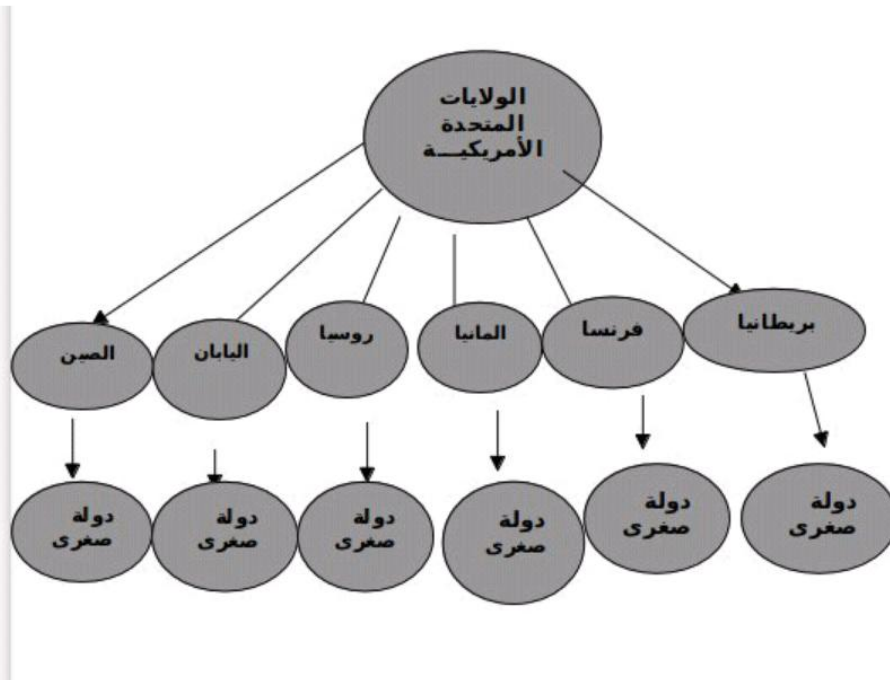 الولايات
المتحدة
الأمريكيـــة
بريطانيا
فرنسا
المانيا
روسيا
اليابان
الصين
دولة
صغرى
دولة
صغرى
دولة
صغرى
دولة
صغرى
دولة
صغرى
دولة
صغرى